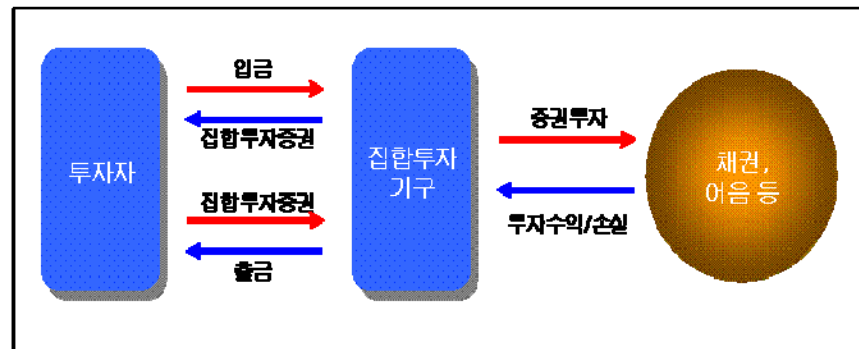 입금
집합투자증권
투자자
집합투자증권
출금
집합투자
기구
증권투자
투자수익/손실
채권,
어음 등